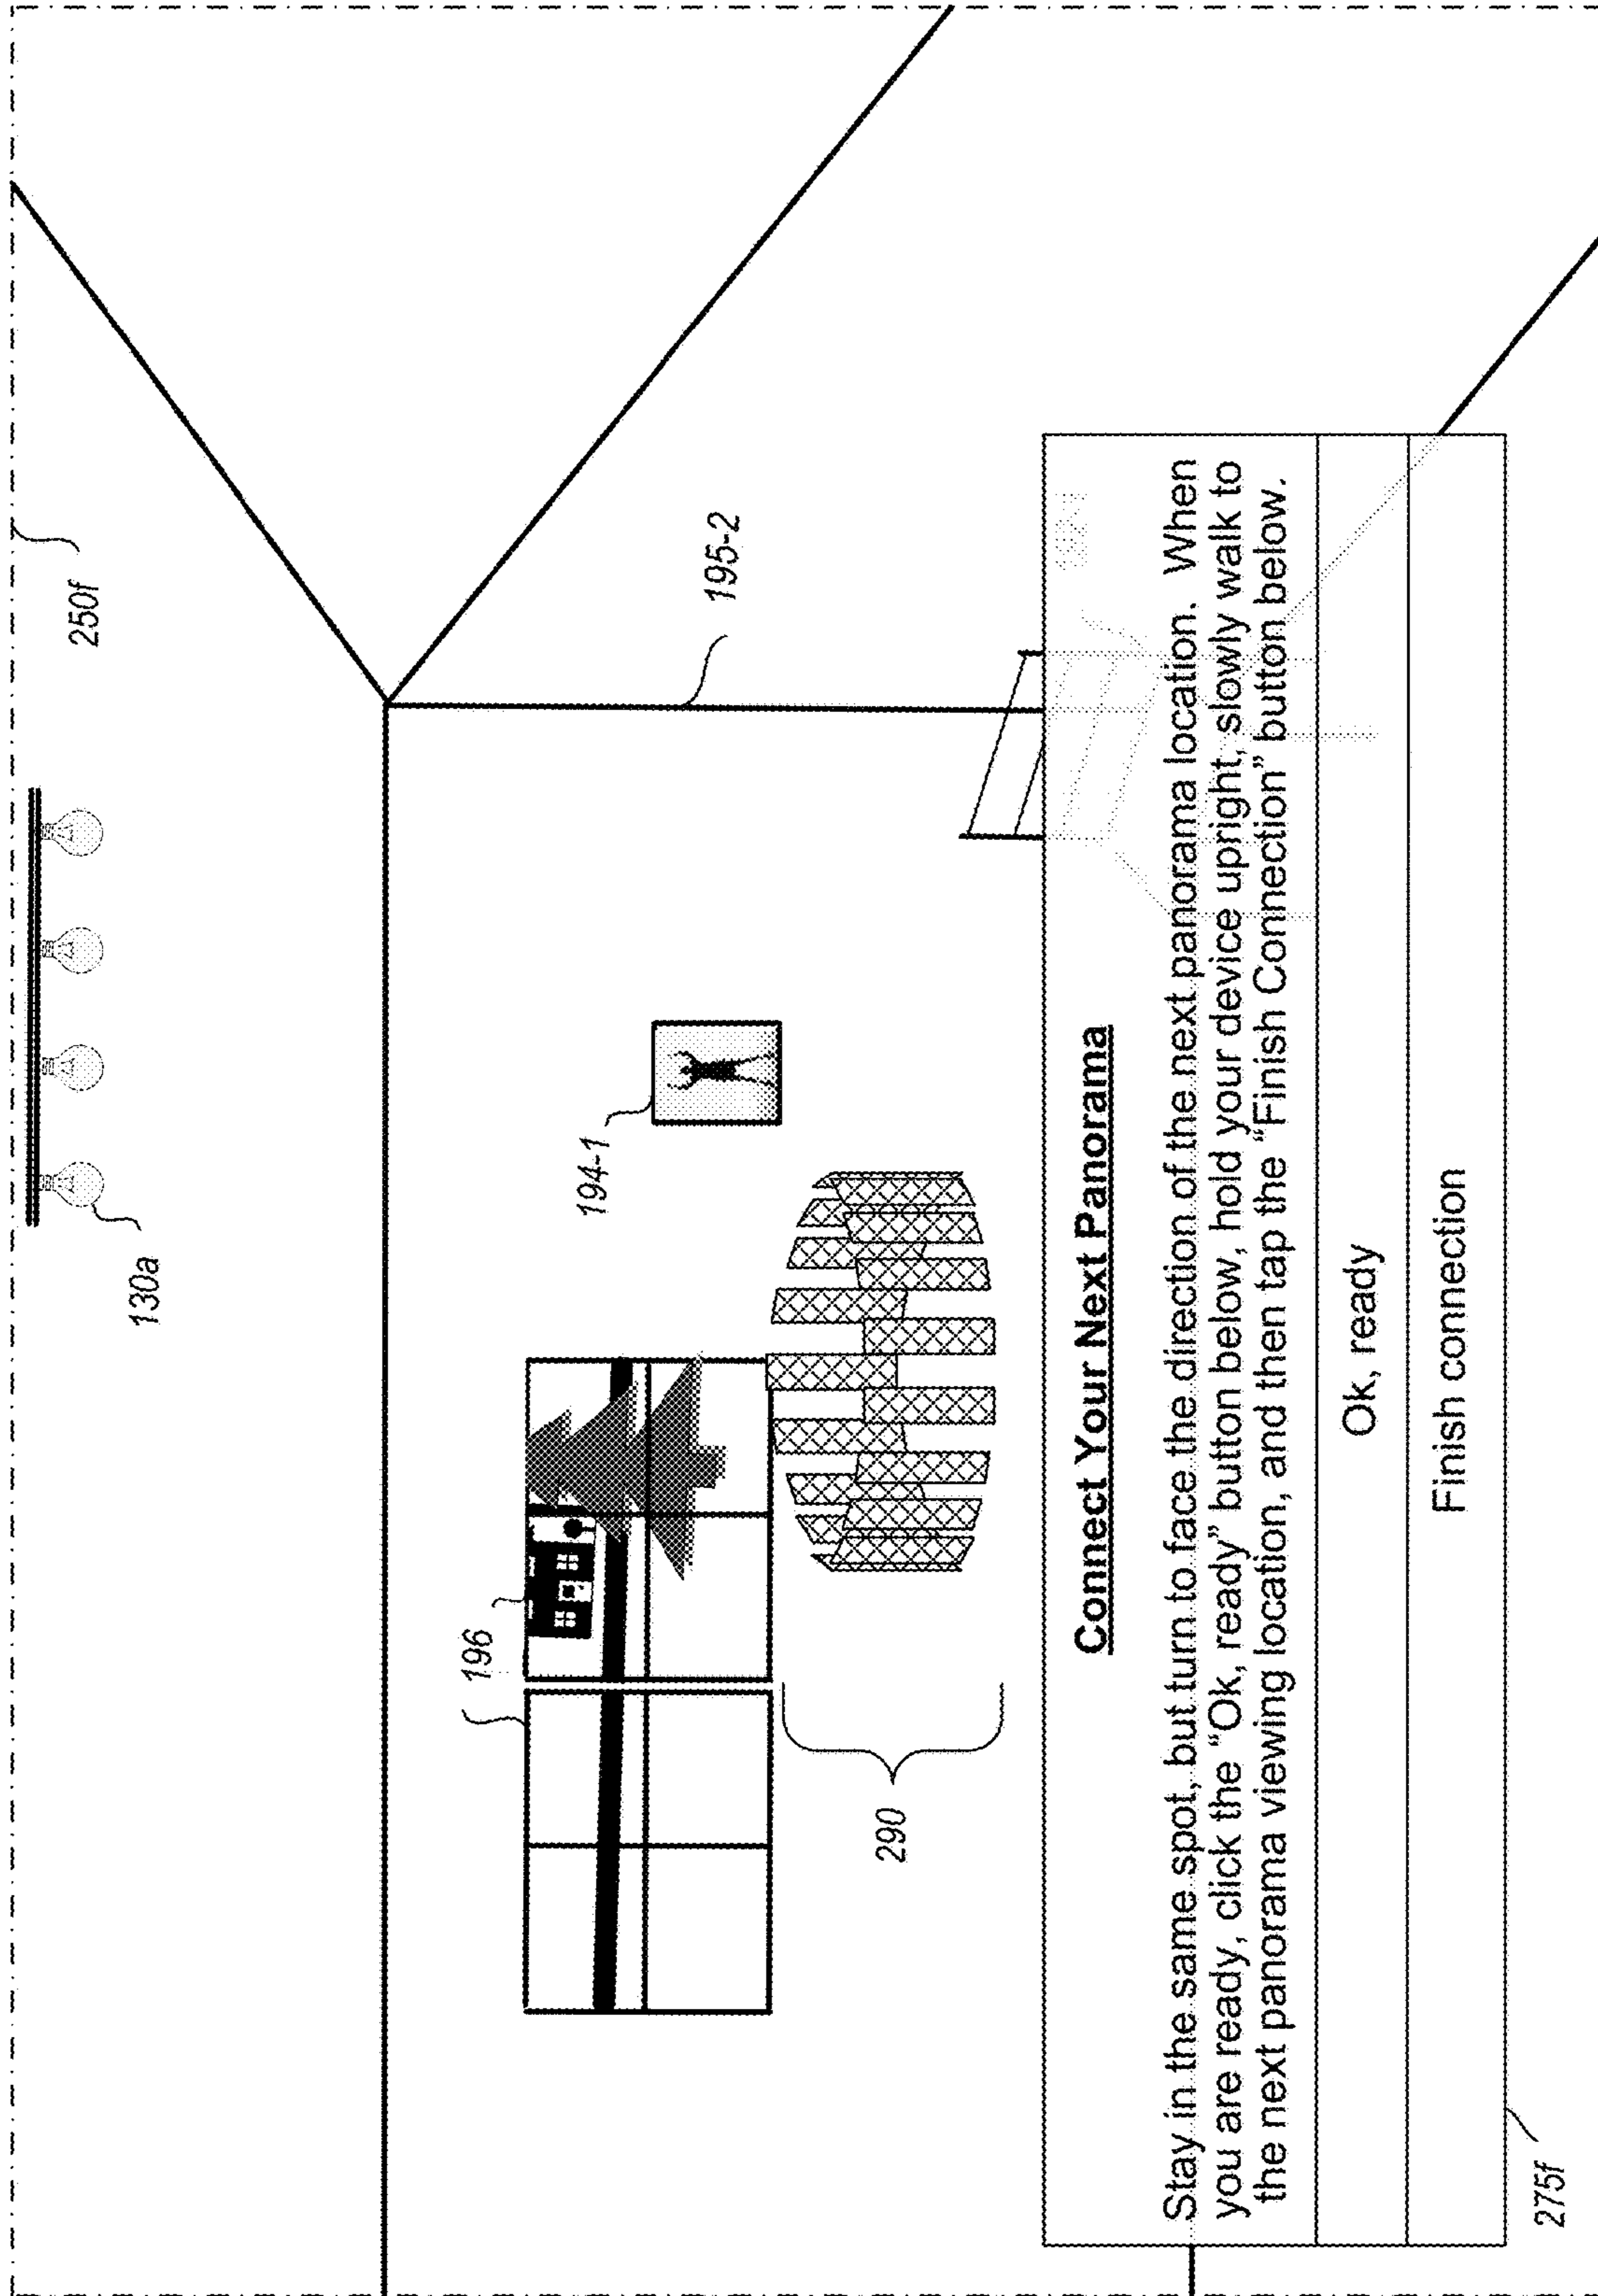 250f
130a
195-2
194-1
196
290
Connect Your Next Panorama
Stay in the same spot, but turn to face the direction of the next panorama location. When
you are ready, click the “Ok, ready” button below, hold your device upright, slowly walk to
the next panorama viewing location, and then tap the “Finish Connection” button below.
Ok, ready
Finish connection
275f